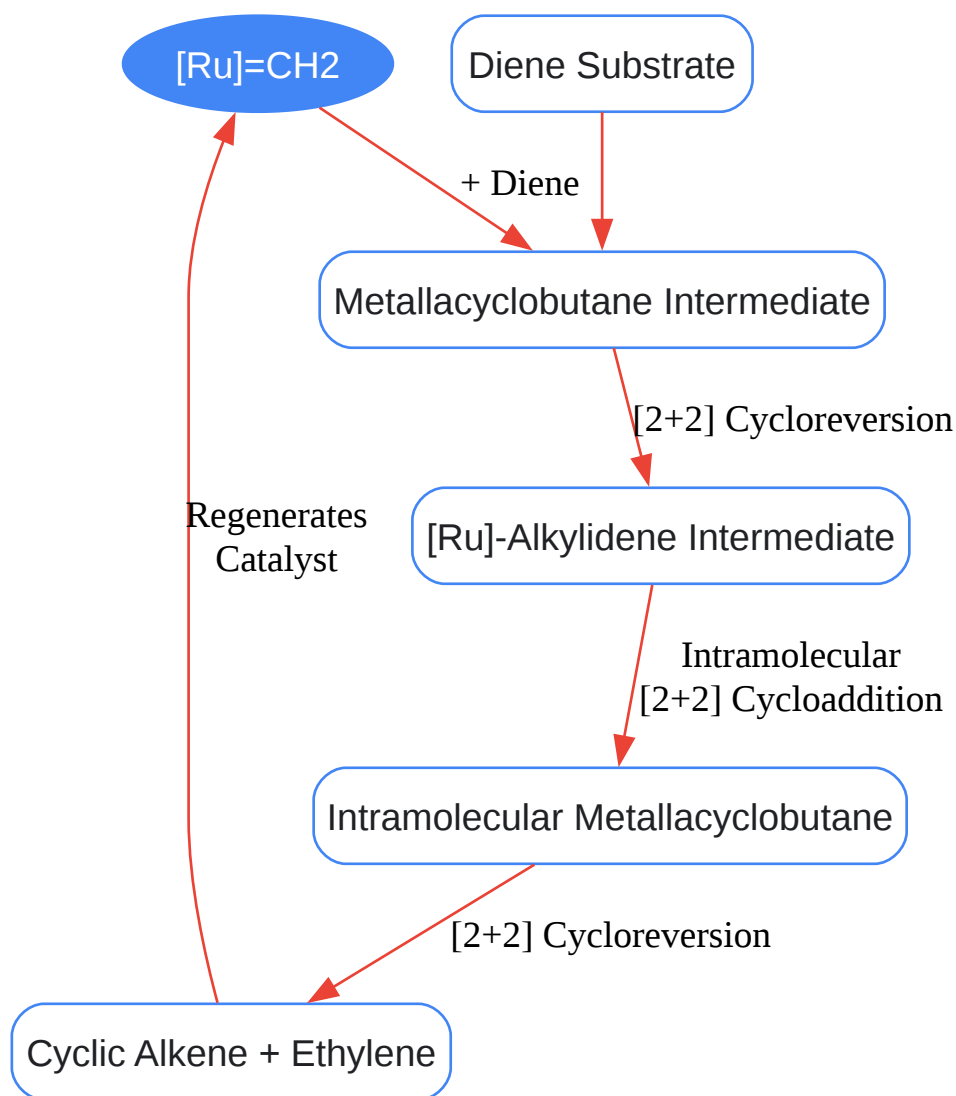 [Ru]=CH2
Diene Substrate
+ Diene
Metallacyclobutane Intermediate
[2+2] Cycloreversion
Regenerates
Catalyst
[Ru]-Alkylidene Intermediate
Intramolecular
[2+2] Cycloaddition
Intramolecular Metallacyclobutane
[2+2] Cycloreversion
Cyclic Alkene + Ethylene